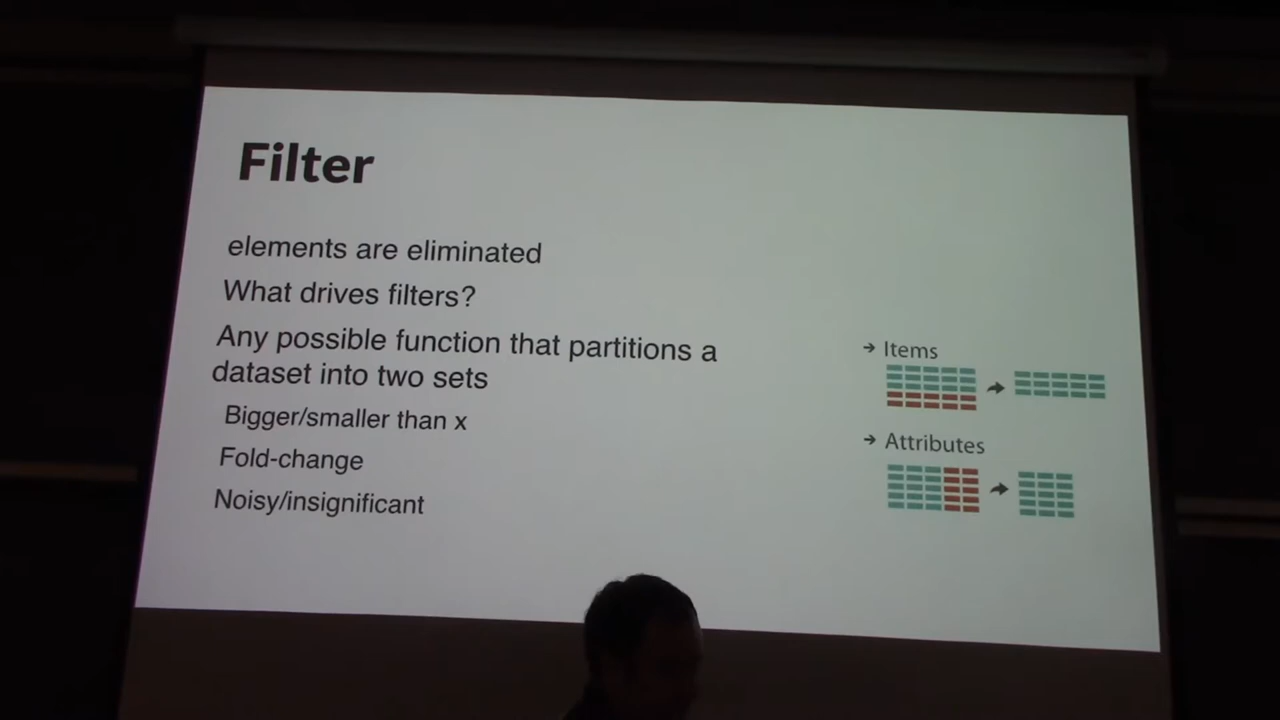 Filter
elements are eliminated
What drives filters?
Any possible function that partitions a
dataset into two sets
Bigger/smaller than x
Fold-change
Noisy/insignificant
→ Items
→ Attributes